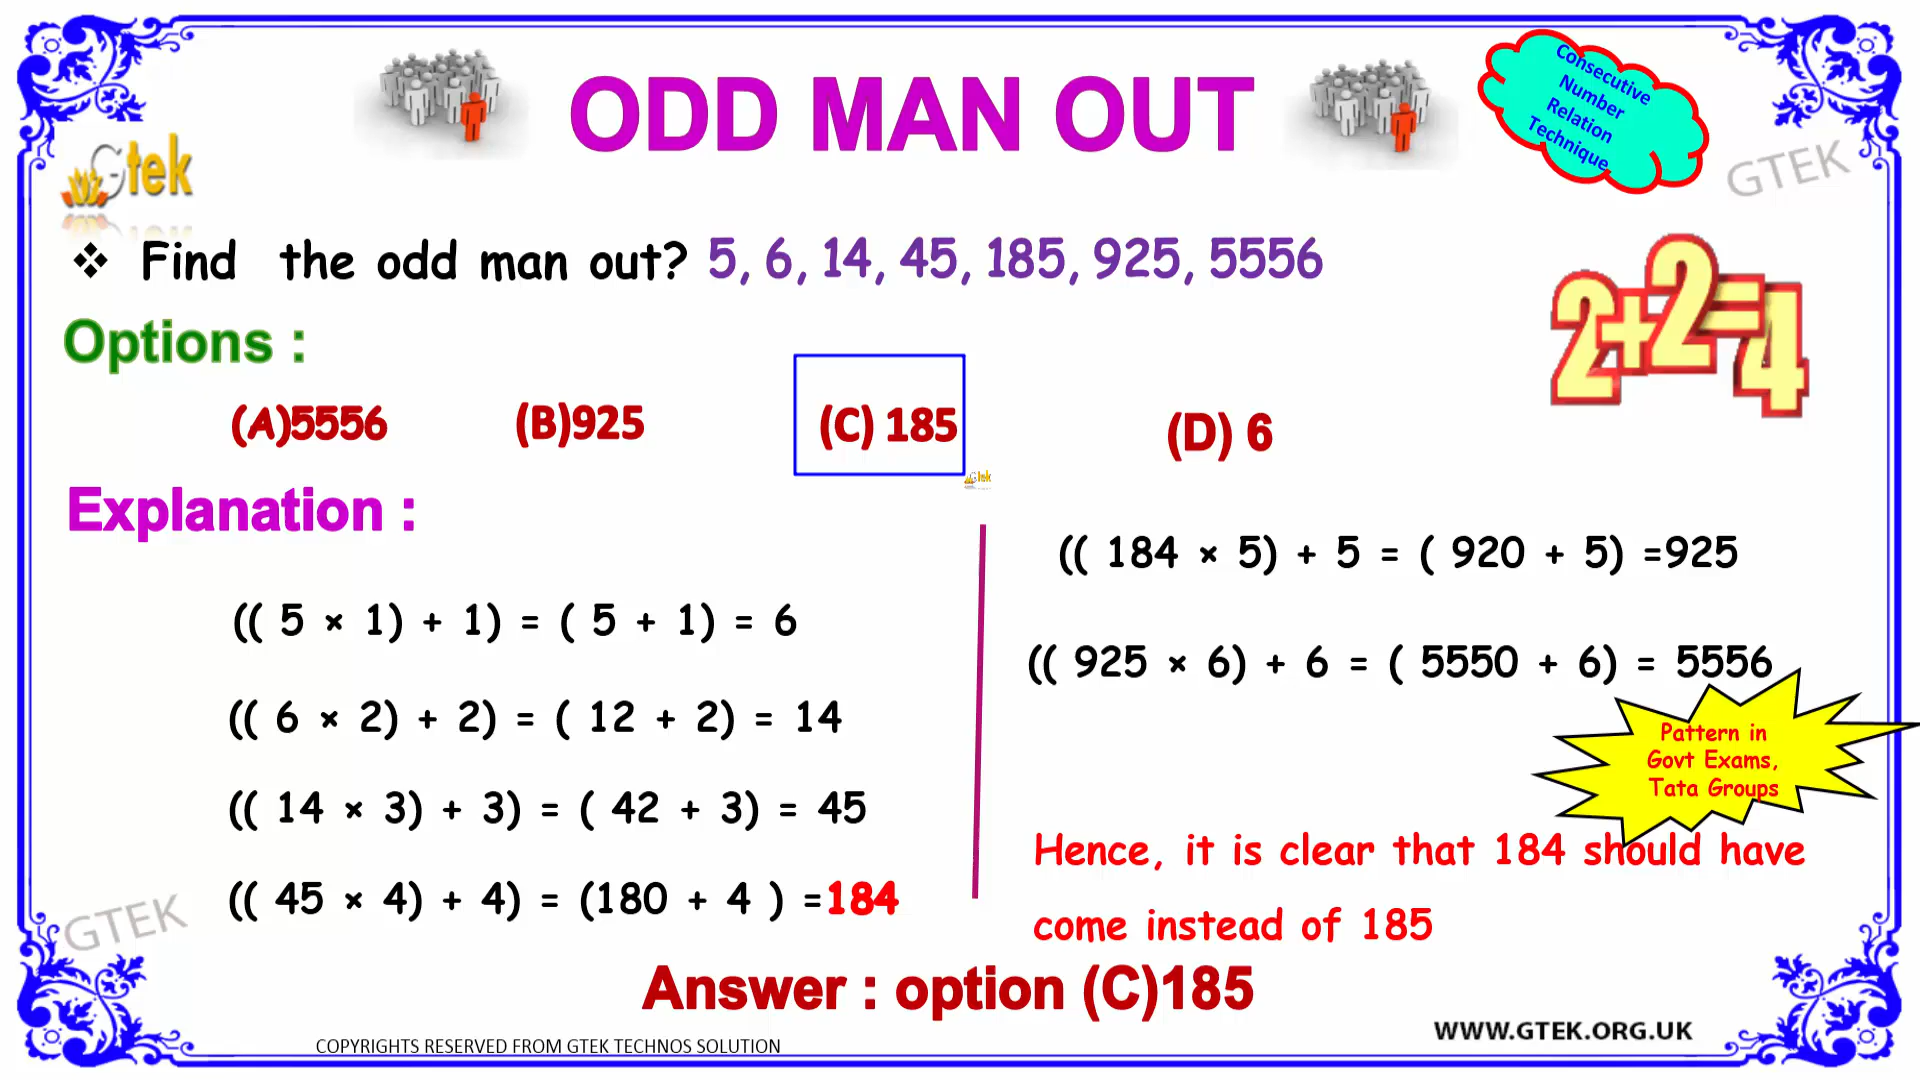 ODD MAN OUT
Consecutive
Number
Relation
Technique
Gtek
GTEK
❖ Find the odd man out? 5, 6, 14, 45, 185, 925, 5556
2+2=4
Options :
(A)5556 (B)925 (C) 185 (D) 6
Gtek
Explanation :
(( 5 × 1) + 1) = ( 5 + 1) = 6
(( 6 × 2) + 2) = ( 12 + 2) = 14
(( 14 × 3) + 3) = ( 42 + 3) = 45
(( 45 × 4) + 4) = (180 + 4 ) =184
(( 184 × 5) + 5 = ( 920 + 5) =925
(( 925 × 6) + 6 = ( 5550 + 6) = 5556
Pattern in
Govt Exams,
Tata Groups
Hence, it is clear that 184 should have
come instead of 185
GTEK
Answer : option (C)185
WWW.GTEK.ORG.UK
COPYRIGHTS RESERVED FROM GTEK TECHNOS SOLUTION